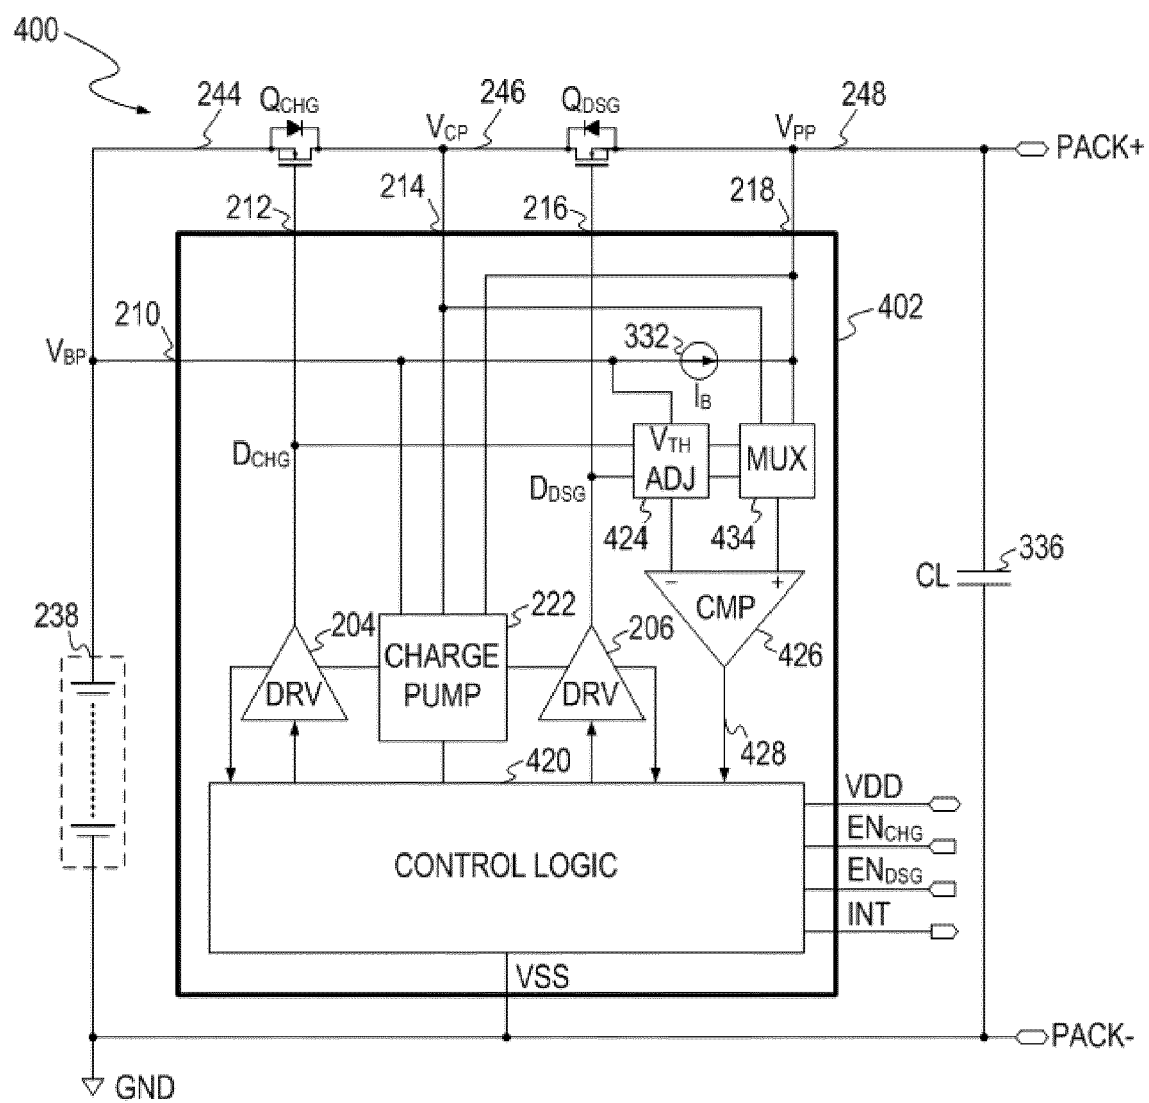 400
244
QCHG
VCP
246
QDSG
VPP
248
PACK+
212
214
216
218
210
VBP
332
IB
402
DCHG
DDSG
VTH
ADJ
MUX
424
434
CL
336
238
204
222
206
− +
CMP
426
DRV
CHARGE
PUMP
DRV
428
420
VDD
ENCHG
ENDSG
INT
CONTROL LOGIC
VSS
PACK-
GND